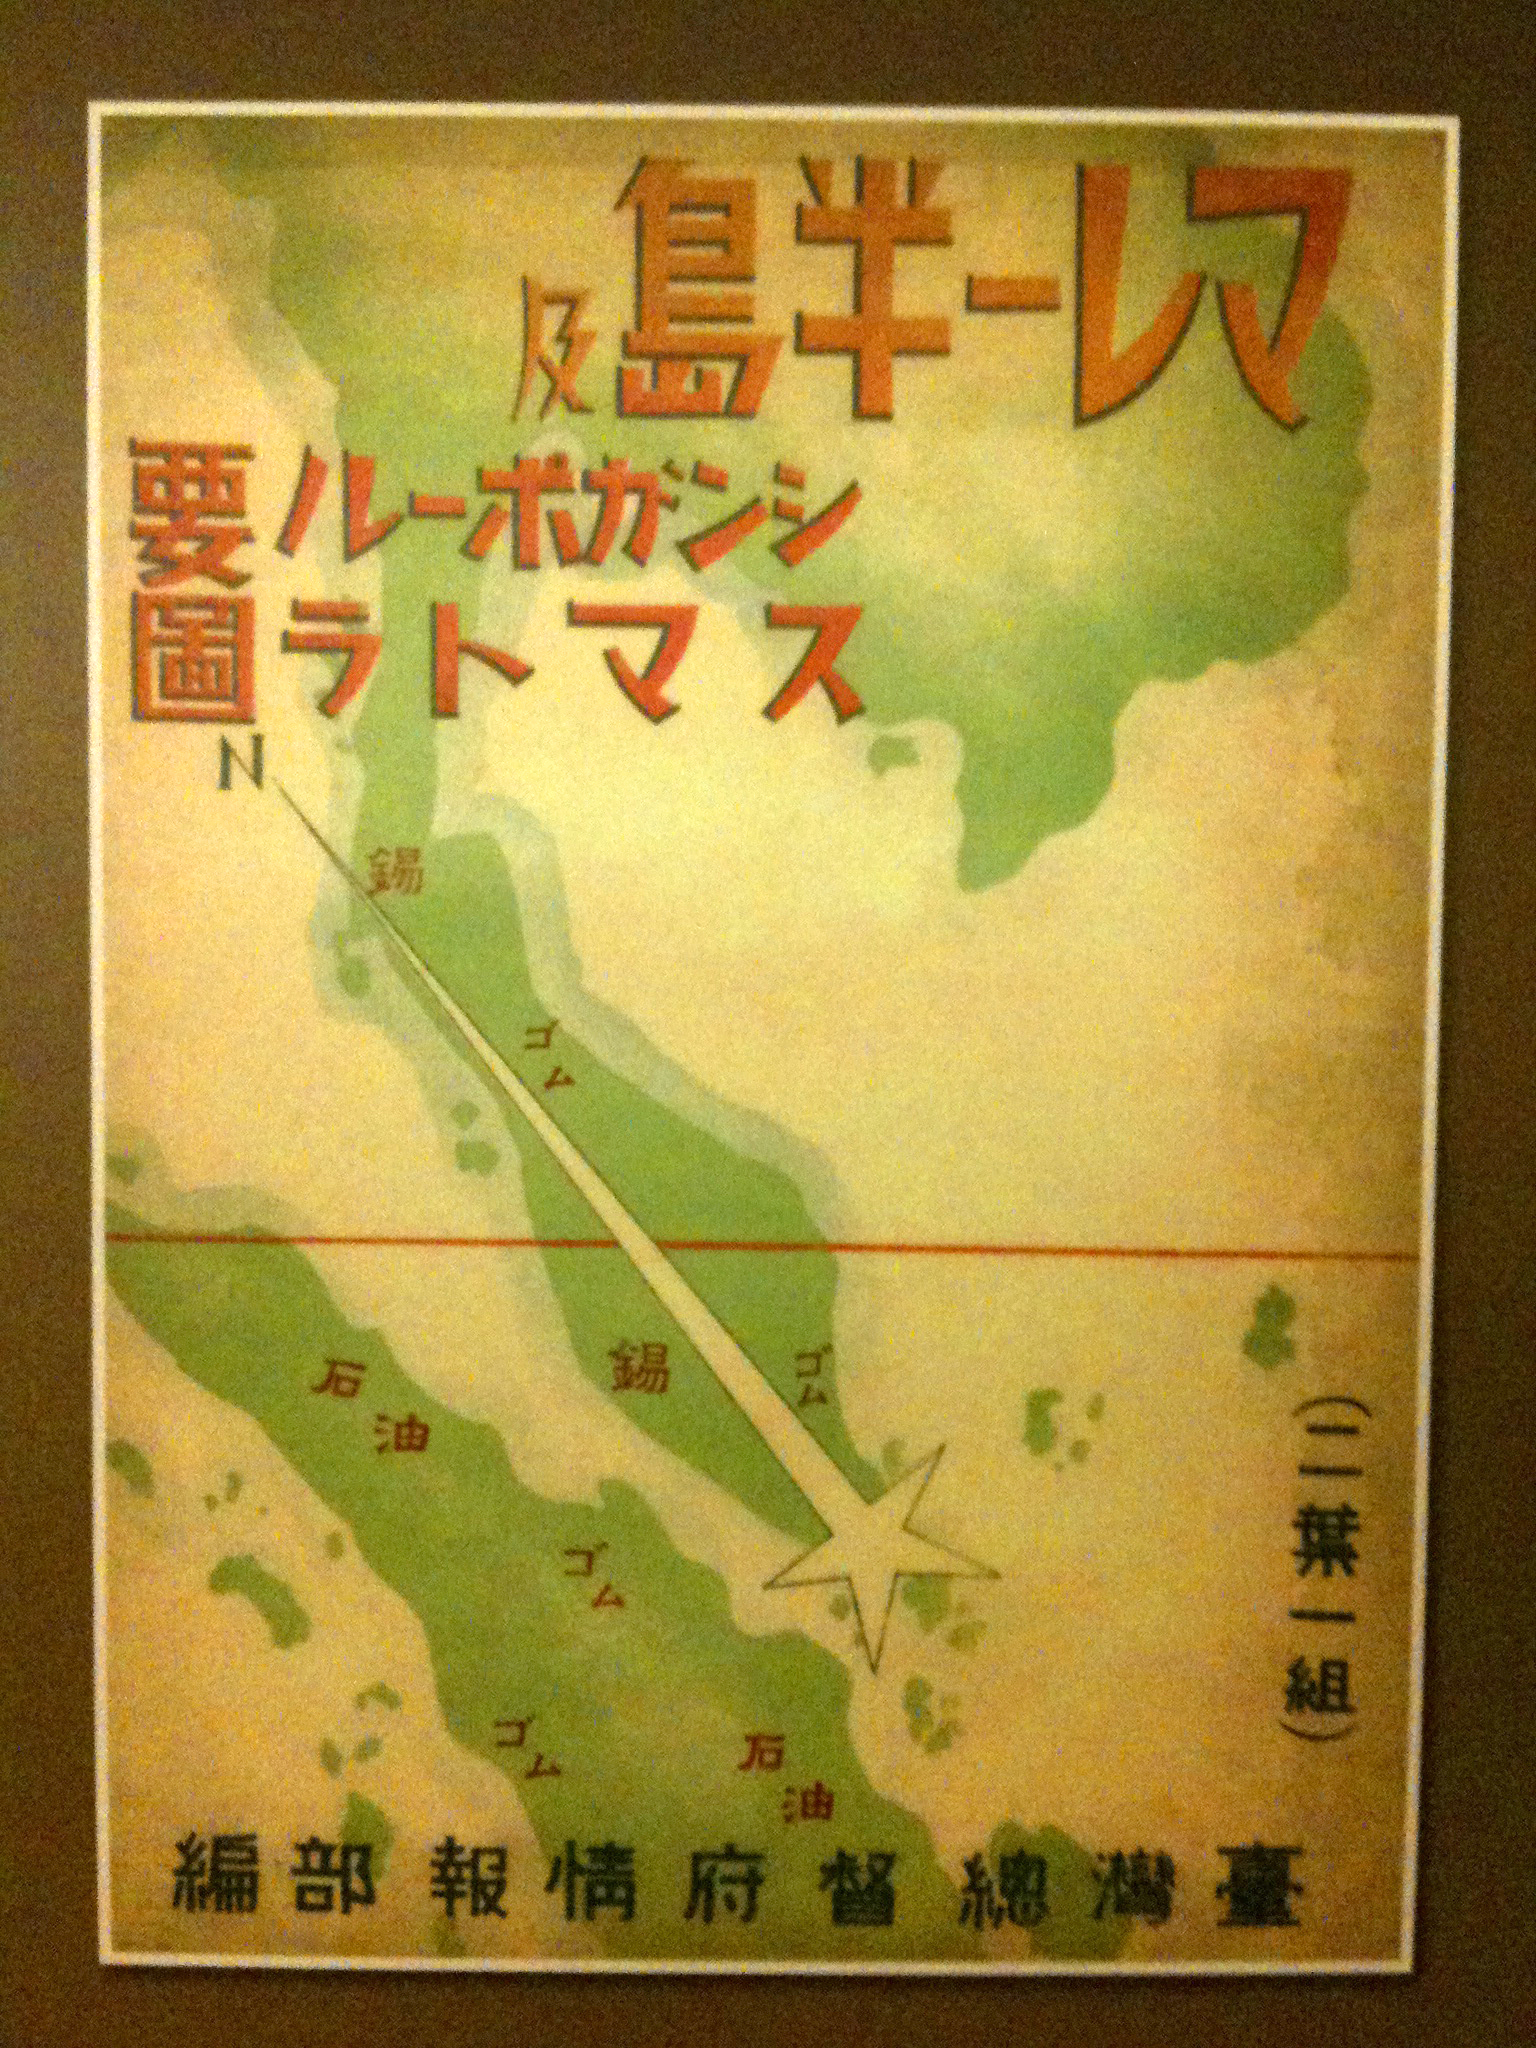 マレー半島及
シンガポール
スマトラ
要圖
N
錫
ゴム
錫
ゴム
石油
ゴム
ゴム
石油
(二葉一組)
臺灣總督府情報部編